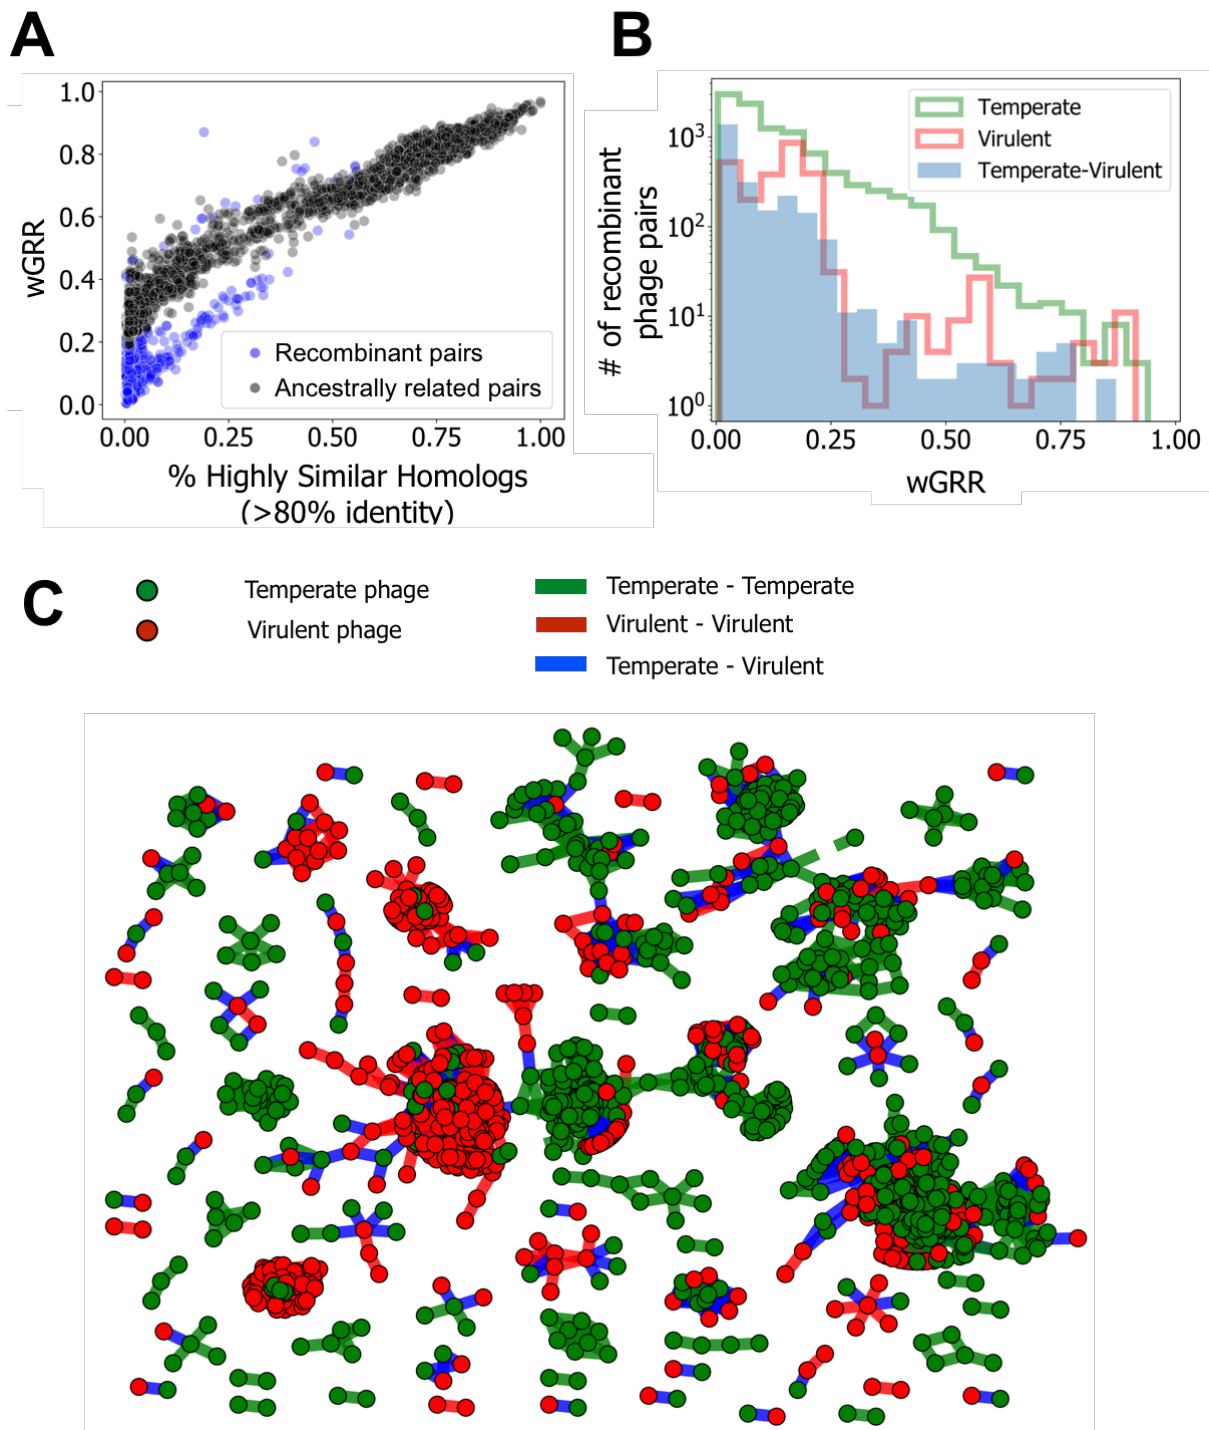 A
B
1.0
0.8
0.6
0.4
0.2
0.0
wGRR
Recombinant pairs
Ancestrally related pairs
0.00 0.25 0.50 0.75 1.00
% Highly Similar Homologs
(>80% identity)
10³
10²
10¹
10⁰
# of recombinant
phage pairs
Temperate
Virulent
Temperate-Virulent
0.00 0.25 0.50 0.75 1.00
wGRR
C
Temperate phage
Virulent phage
Temperate - Temperate
Virulent - Virulent
Temperate - Virulent